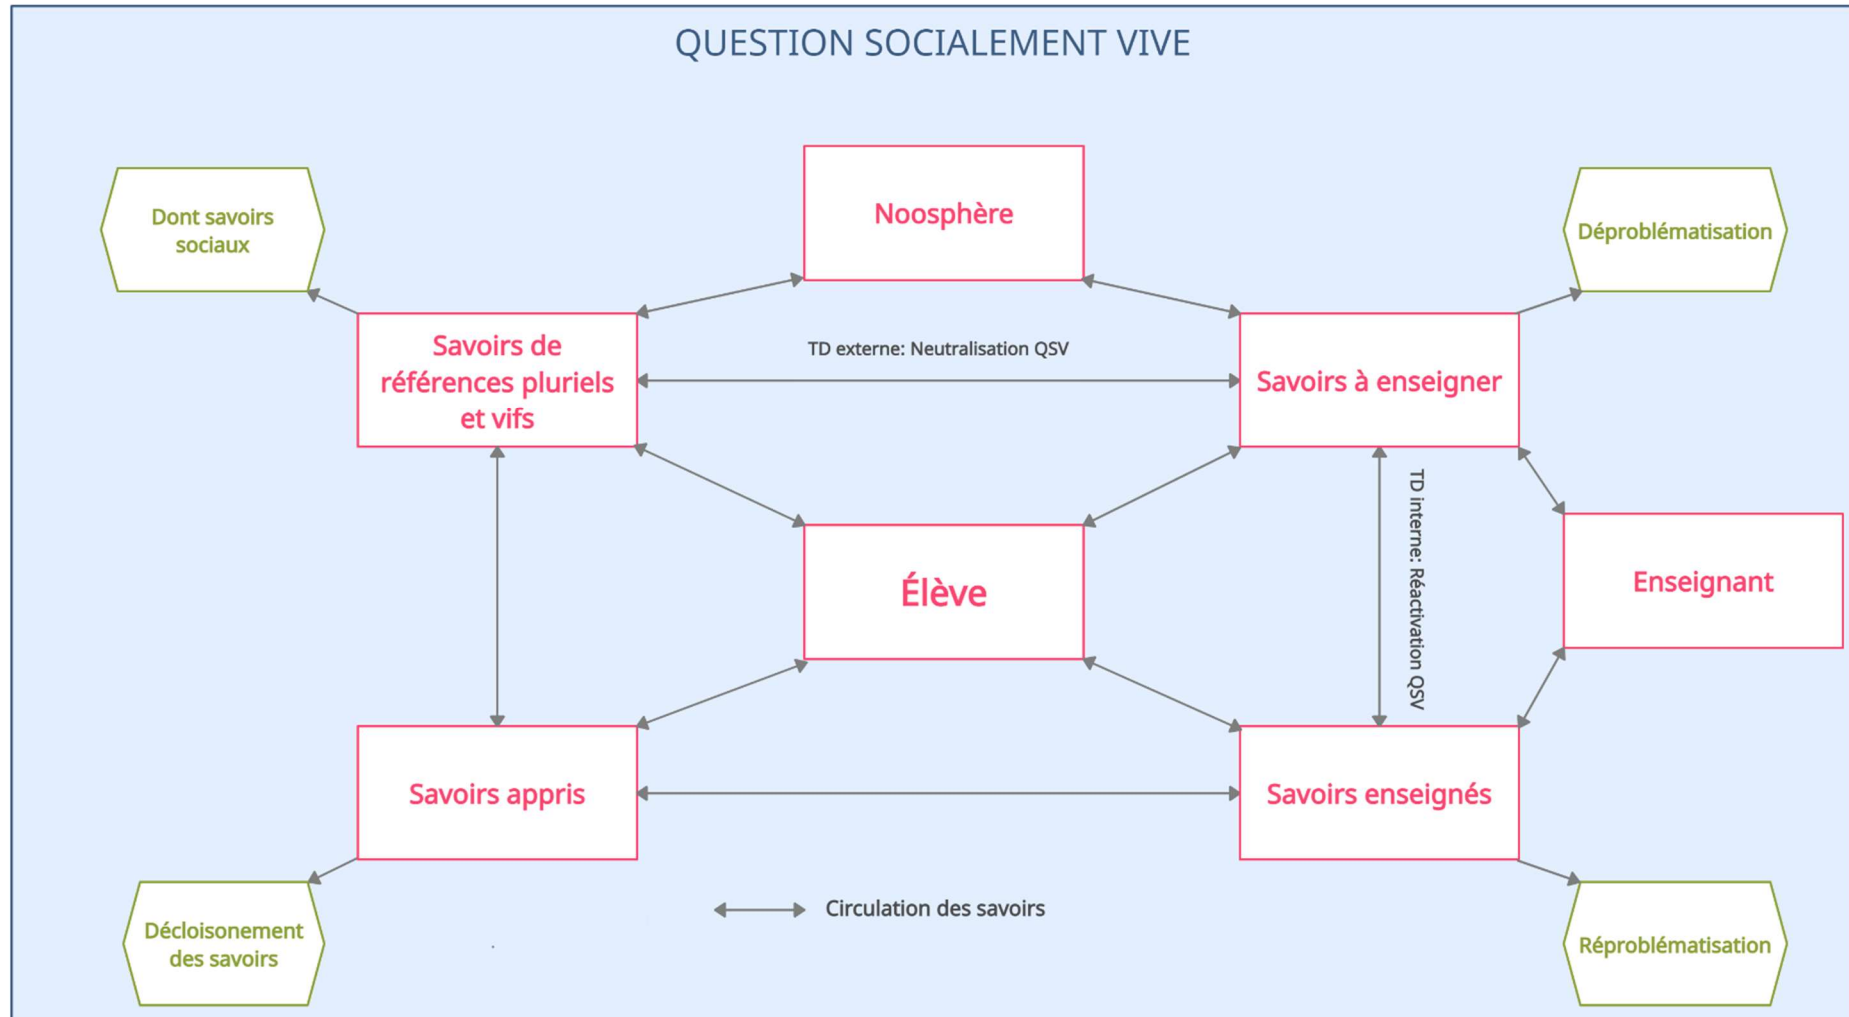 QUESTION SOCIALEMENT VIVE
Noosphère
Dont savoirs
sociaux
Déproblématisation
Savoirs de
références pluriels
et vifs
TD externe: Neutralisation QSV
Savoirs à enseigner
TD interne: Réactivation QSV
Élève
Enseignant
Savoirs appris
Savoirs enseignés
Circulation des savoirs
Décloisonement
des savoirs
Réproblématisation